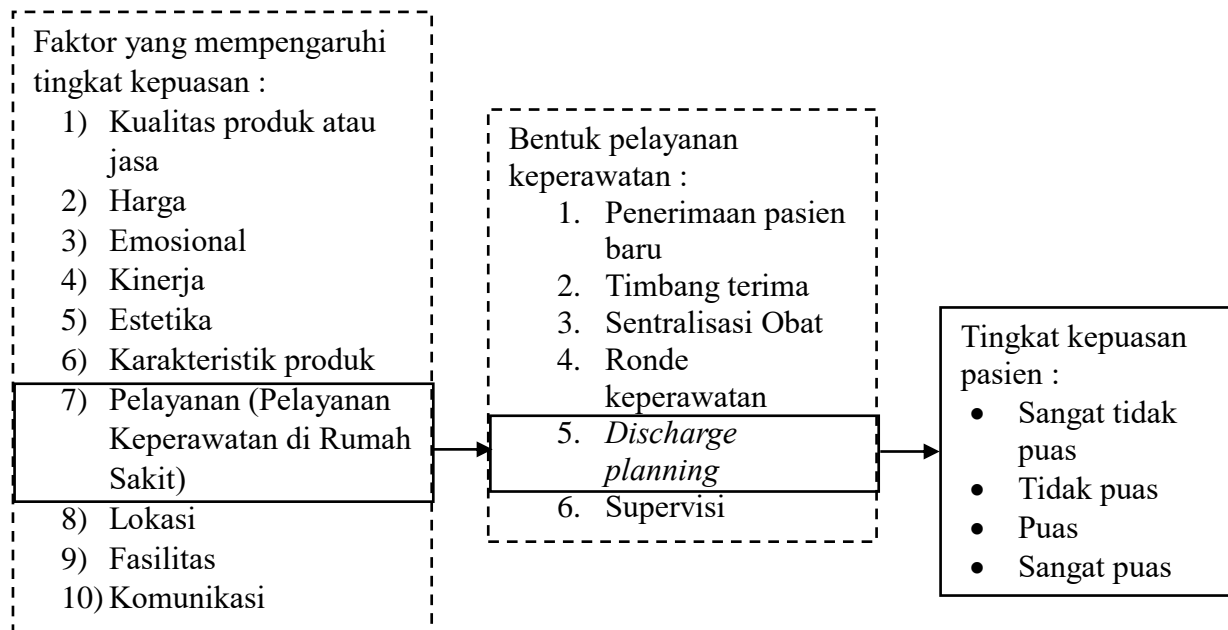 Faktor yang mempengaruhi
tingkat kepuasan :
1) Kualitas produk atau
jasa
2) Harga
3) Emosional
4) Kinerja
5) Estetika
6) Karakteristik produk
7) Pelayanan (Pelayanan
Keperawatan di Rumah
Sakit)
8) Lokasi
9) Fasilitas
10) Komunikasi
Bentuk pelayanan
keperawatan :
1. Penerimaan pasien
baru
2. Timbang terima
3. Sentralisasi Obat
4. Ronde
keperawatan
5. Discharge
planning
6. Supervisi
Tingkat kepuasan
pasien :
• Sangat tidak
puas
• Tidak puas
• Puas
• Sangat puas